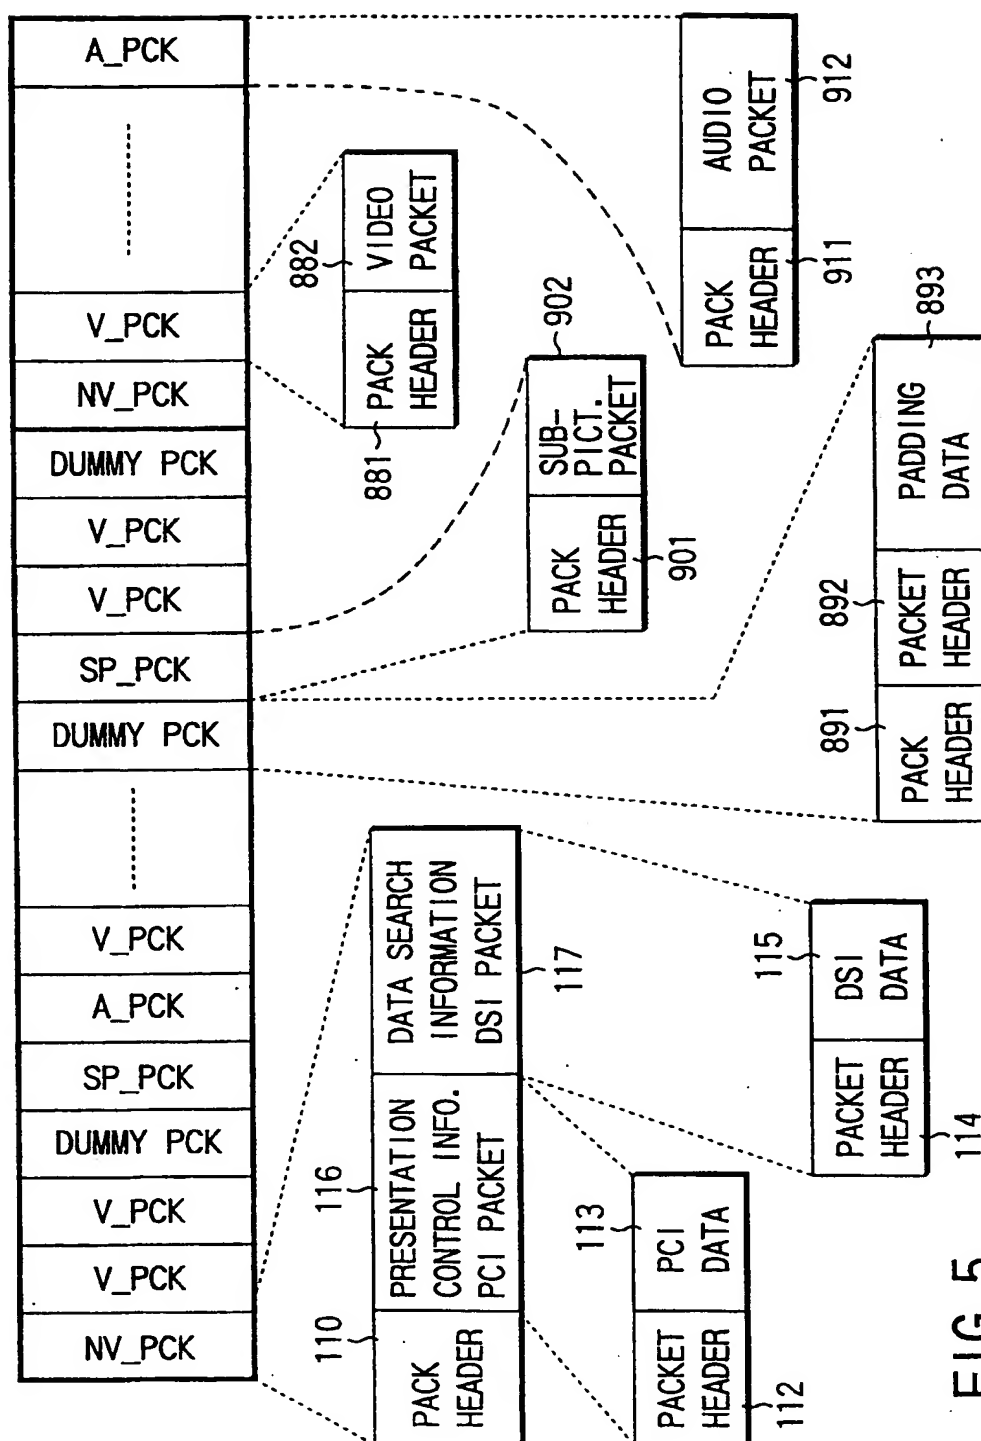 NV_PCK
V_PCK
V_PCK
DUMMY PCK
SP_PCK
A_PCK
V_PCK
DUMMY PCK
SP_PCK
V_PCK
V_PCK
DUMMY PCK
NV_PCK
V_PCK
A_PCK
110
116
PACK
HEADER
PRESENTATION
CONTROL INFO.
PCI PACKET
DATA SEARCH
INFORMATION
DSI PACKET
117
881
882
PACK
HEADER
VIDEO
PACKET
PACK
HEADER
901
SUB-
PICT.
PACKET
902
113
PACKET
HEADER
112
PCI
DATA
115
PACKET
HEADER
114
DSI
DATA
891
892
PACK
HEADER
PACKET
HEADER
PADDING
DATA
893
PACK
HEADER
911
AUDIO
PACKET
912
FIG. 5